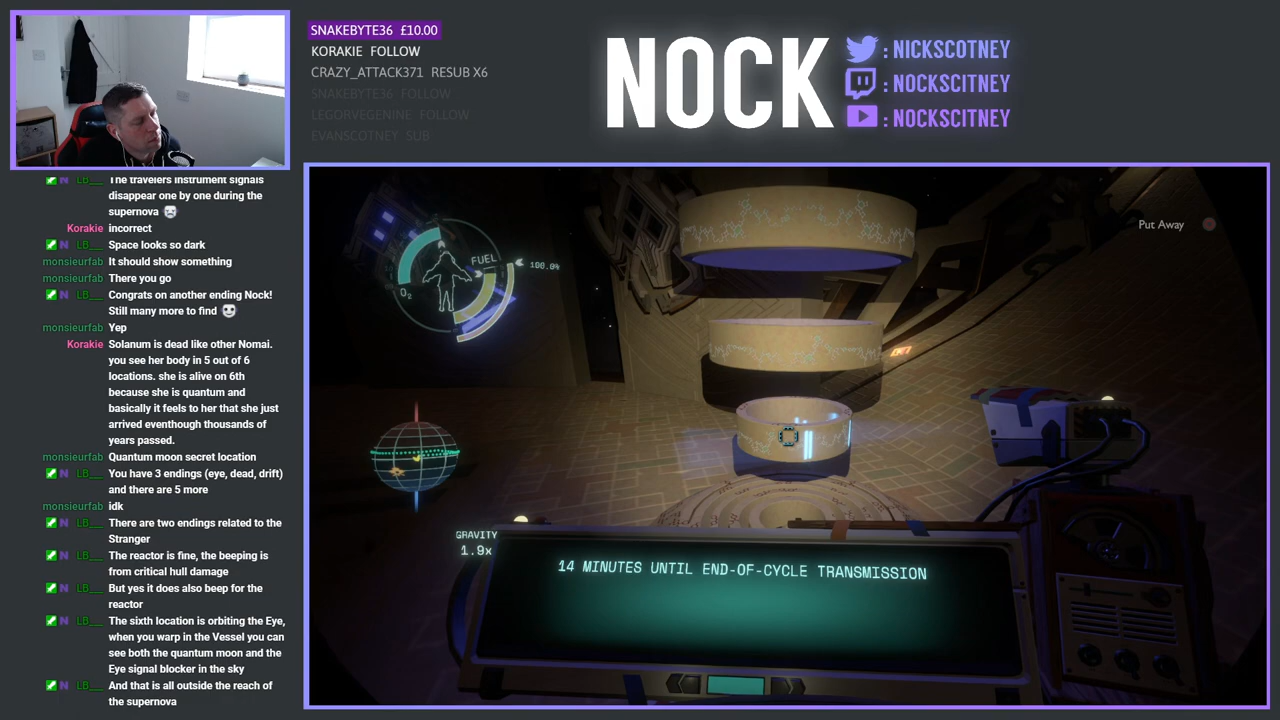 SNAKEBYTE36 £10.00
KORAKIE FOLLOW
CRAZY_ATTACK371 RESUB X6
SNAKEBYTE36 FOLLOW
LEGORVEGENINE FOLLOW
EVANSCOTNEY SUB
NOCK
: NICKSCOTNEY
: NOCKSCITNEY
: NOCKSCITNEY
LB__ The travelers instrument signals
disappear one by one during the
supernova
Korakie incorrect
LB__ Space looks so dark
monsieurfab It should show something
monsieurfab There you go
LB__ Congrats on another ending Nock!
Still many more to find
monsieurfab Yep
Korakie Solanum is dead like other Nomai.
you see her body in 5 out of 6
locations. she is alive on 6th
because she is quantum and
basically it feels to her that she just
arrived eventhough thousands of
years passed.
monsieurfab Quantum moon secret location
LB__ You have 3 endings (eye, dead, drift)
and there are 5 more
monsieurfab idk
LB__ There are two endings related to the
Stranger
LB__ The reactor is fine, the beeping is
from critical hull damage
LB__ But yes it does also beep for the
reactor
LB__ The sixth location is orbiting the Eye,
when you warp in the Vessel you can
see both the quantum moon and the
Eye signal blocker in the sky
LB__ And that is all outside the reach of
the supernova
Put Away
FUEL
100.0%
O2
GRAVITY
1.9x
14 MINUTES UNTIL END-OF-CYCLE TRANSMISSION